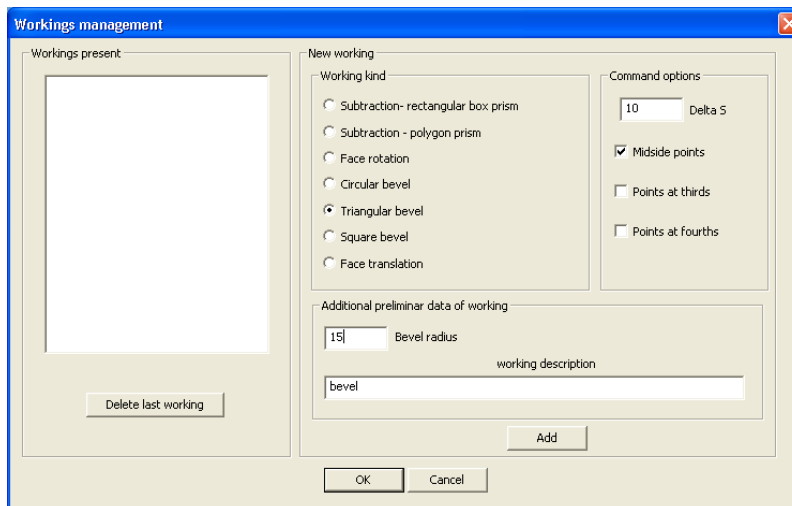 Workings management
Workings present
Delete last working
New working
Working kind
Subtraction- rectangular box prism
Subtraction - polygon prism
Face rotation
Circular bevel
Triangular bevel
Square bevel
Face translation
Command options
10 Delta S
Midside points
Points at thirds
Points at fourths
Additional preliminar data of working
15 Bevel radius
working description
bevel
Add
OK Cancel